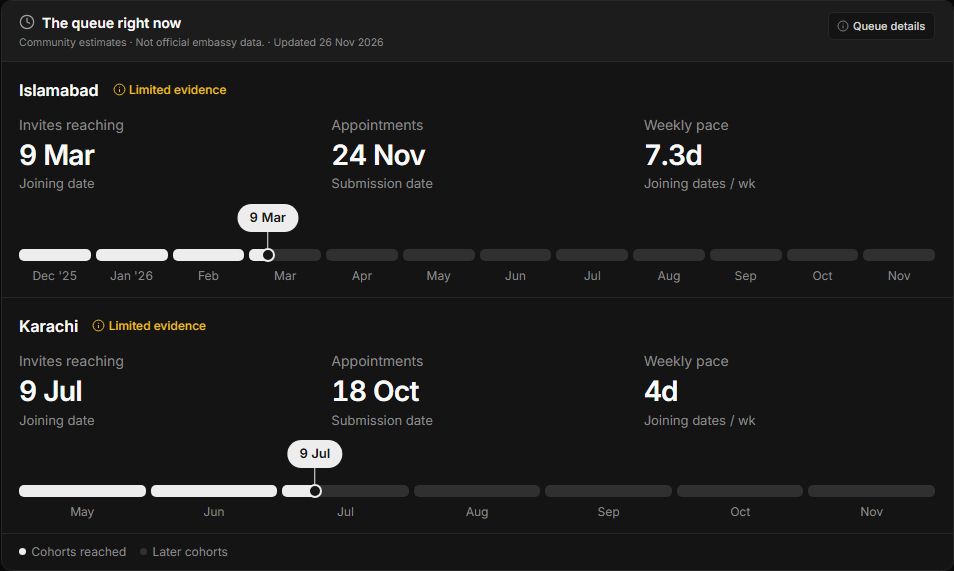 The queue right now
Community estimates · Not official embassy data. · Updated 26 Nov 2026
Queue details
Islamabad
Limited evidence
Invites reaching
9 Mar
Joining date
Appointments
24 Nov
Submission date
Weekly pace
7.3d
Joining dates / wk
9 Mar
Dec '25 Jan '26 Feb Mar Apr May Jun Jul Aug Sep Oct Nov
Karachi
Limited evidence
Invites reaching
9 Jul
Joining date
Appointments
18 Oct
Submission date
Weekly pace
4d
Joining dates / wk
9 Jul
May Jun Jul Aug Sep Oct Nov
Cohorts reached Later cohorts